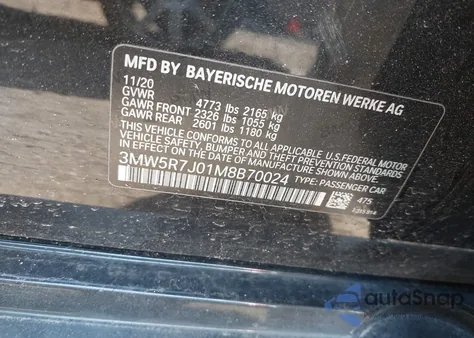 MFD BY BAYERISCHE MOTOREN WERKE AG
11/20
GVWR 4773 lbs 2165 kg
GAWR FRONT 2326 lbs 1055 kg
GAWR REAR 2601 lbs 1180 kg
THIS VEHICLE CONFORMS TO ALL APPLICABLE U.S.FEDERAL MOTOR
VEHICLE SAFETY, BUMPER, AND THEFT PREVENTION STANDARDS IN
EFFECT ON THE DATE OF MANUFACTURE SHOWN ABOVE.
3MW5R7J01M8B70024 TYPE: PASSENGER CAR
475
autoSnap